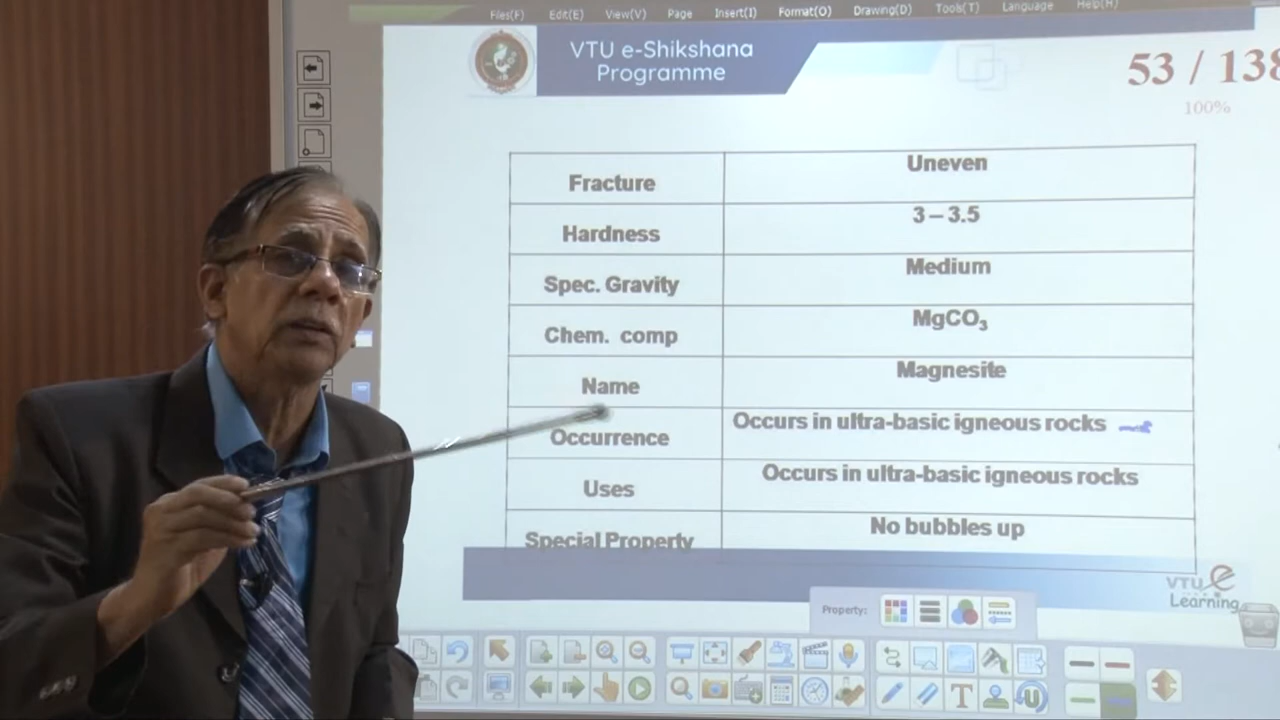 Files(F) Edit(E) View(V) Page Insert(I) Format(O) Drawing(D) Tools(T) Language Help(H)
VTU e-Shikshana
Programme
53 / 138
100%
Fracture Uneven
Hardness 3 – 3.5
Spec. Gravity Medium
Chem. comp MgCO₃
Name Magnesite
Occurrence Occurs in ultra-basic igneous rocks
Uses Occurs in ultra-basic igneous rocks
Special Property No bubbles up
VTU e
Learning
Property: